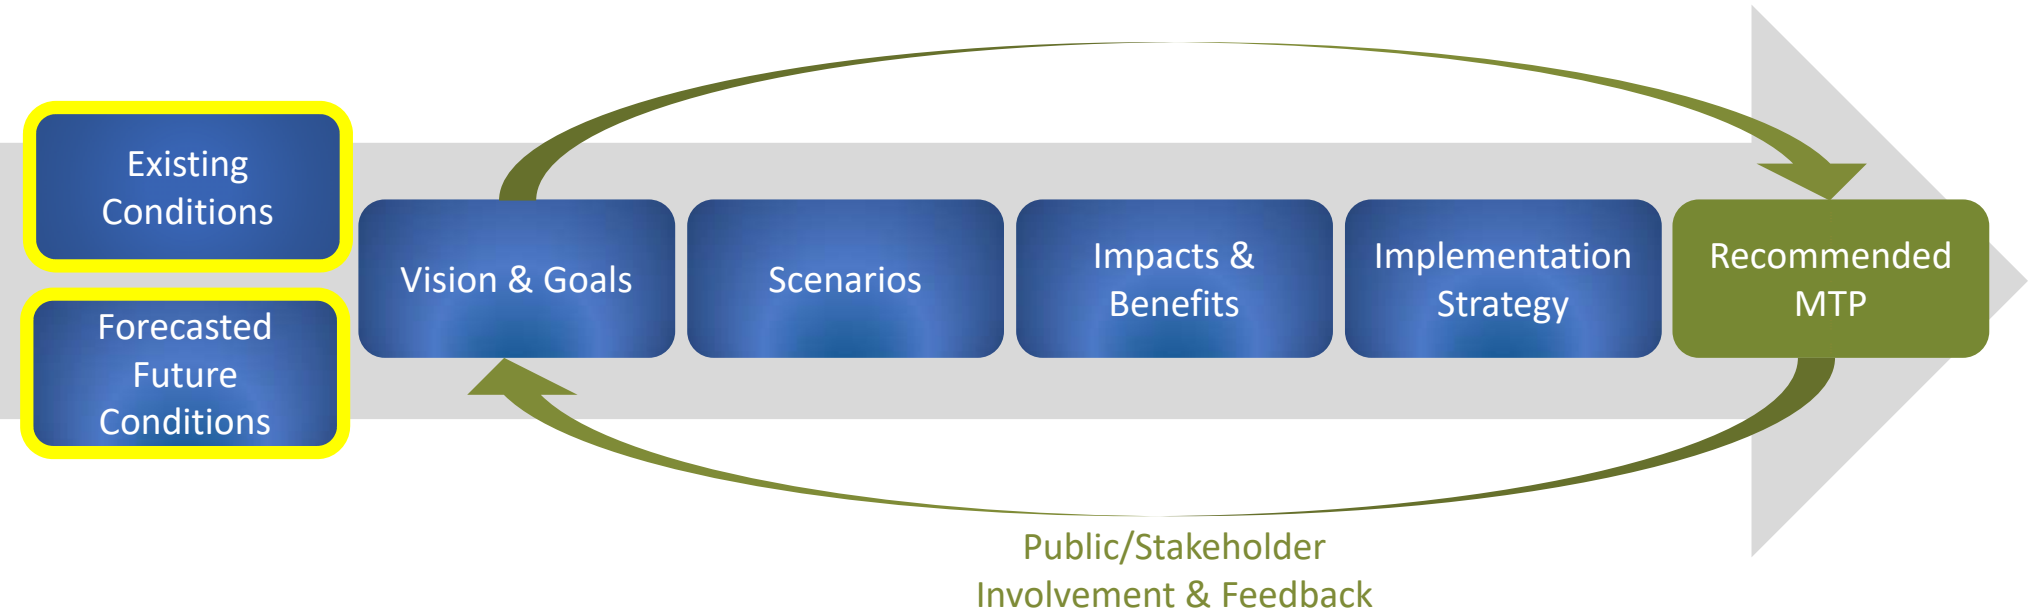 Existing
Conditions
Forecasted
Future
Conditions
Vision & Goals
Scenarios
Impacts &
Benefits
Implementation
Strategy
Recommended
MTP
Public/Stakeholder
Involvement & Feedback